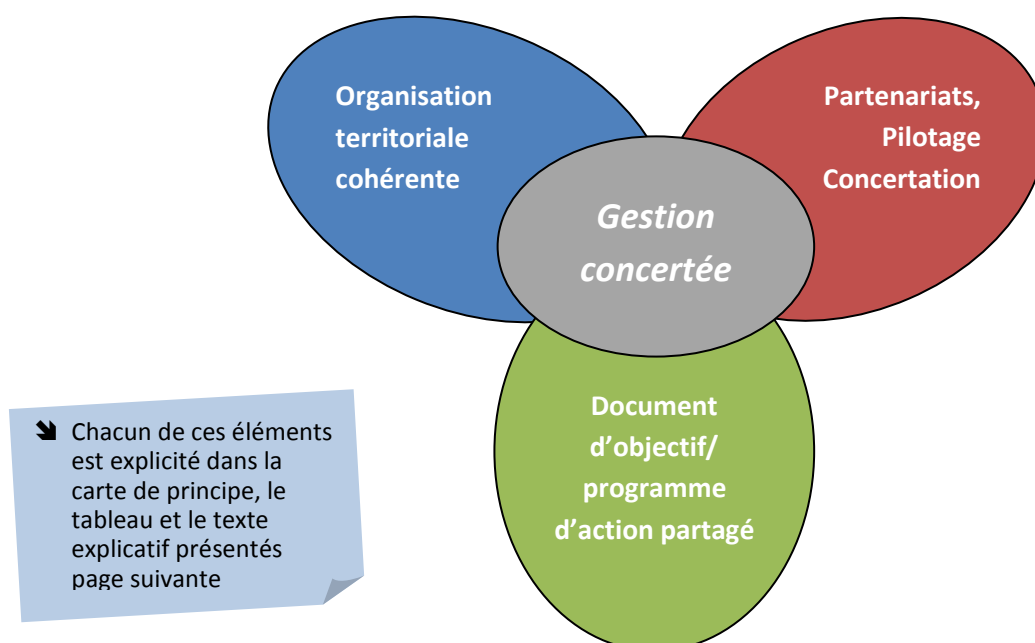 Organisation
territoriale
cohérente
Partenariats,
Pilotage
Concertation
Gestion
concertée
Document
d’objectif/
programme
d’action partagé
Chacun de ces éléments
est explicité dans la
carte de principe, le
tableau et le texte
explicatif présentés
page suivante